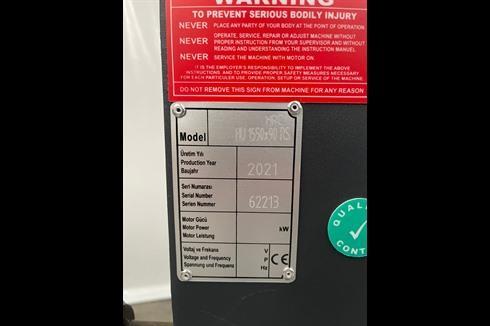 WARNING
TO PREVENT SERIOUS BODILY INJURY
NEVER PLACE ANY PARTY OF YOUR BODY AT THE POINT OF OPERATION
NEVER OPERATE, SERVICE, REPAIR OR ADJUST MACHINE WITHOUT
PROPER INSTRUCTION FROM YOUR SUPERVISOR AND WITHOUT
READING AND UNDERSTANDING THE INSTRUCTION MANUEL
NEVER SERVICE THE MACHINE WITH MOTOR ON
IT IS THE EMPLOYER'S RESPONSIBILITY TO IMPLEMENT THE ABOVE
INSTRUCTIONS AND TO PROVIDE PROPER SAFETY MEASURES NECESSARY
FOR EACH PARTICULER USE, OPERATION, SETUP OR SERVICE OF THE MACHINE
DO NOT REMOVE THIS SIGN FROM MACHINE FOR ANY REASON
Model HU 1550x90 RS
Üretim Yılı
Production Year 2021
Baujahr
Seri Numarası
Serial Number 62213
Serien Nummer
Motor Gücü
Motor Power kW
Motor Leistung
Voltaj ve Frekans V
Voltage and Frequency P CE
Spannung und Frequenz Hz
QUAL
CONT